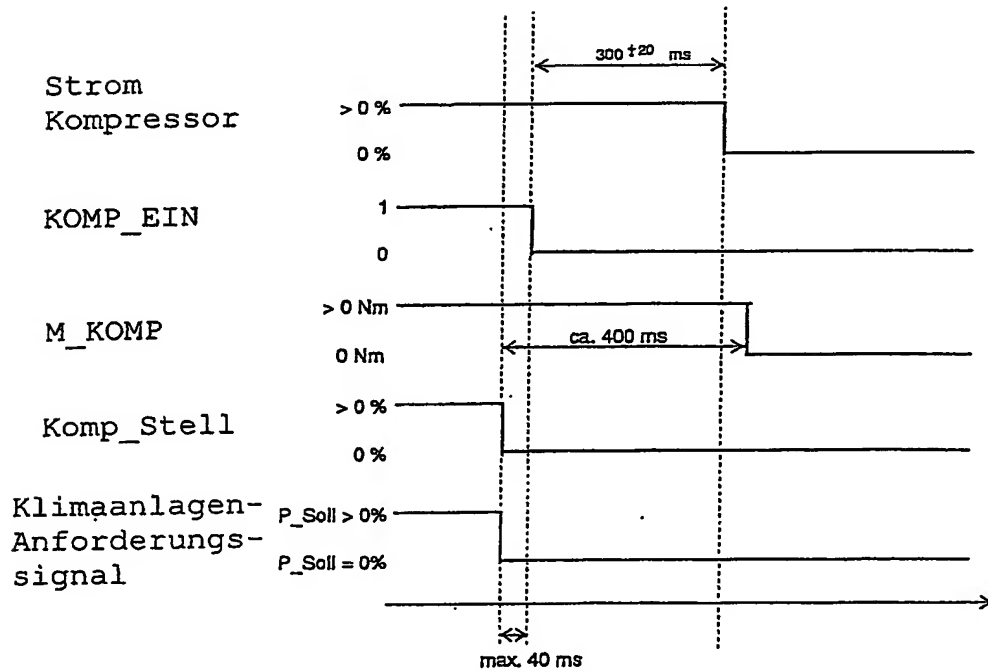 300 ±20 ms
Strom
Kompressor
> 0 %
0 %
KOMP_EIN
1
0
M_KOMP
> 0 Nm
0 Nm
ca. 400 ms
Komp_Stell
> 0 %
0 %
Klimaanlagen-
Anforderungs-
signal
P_Soll > 0%
P_Soll = 0%
max. 40 ms